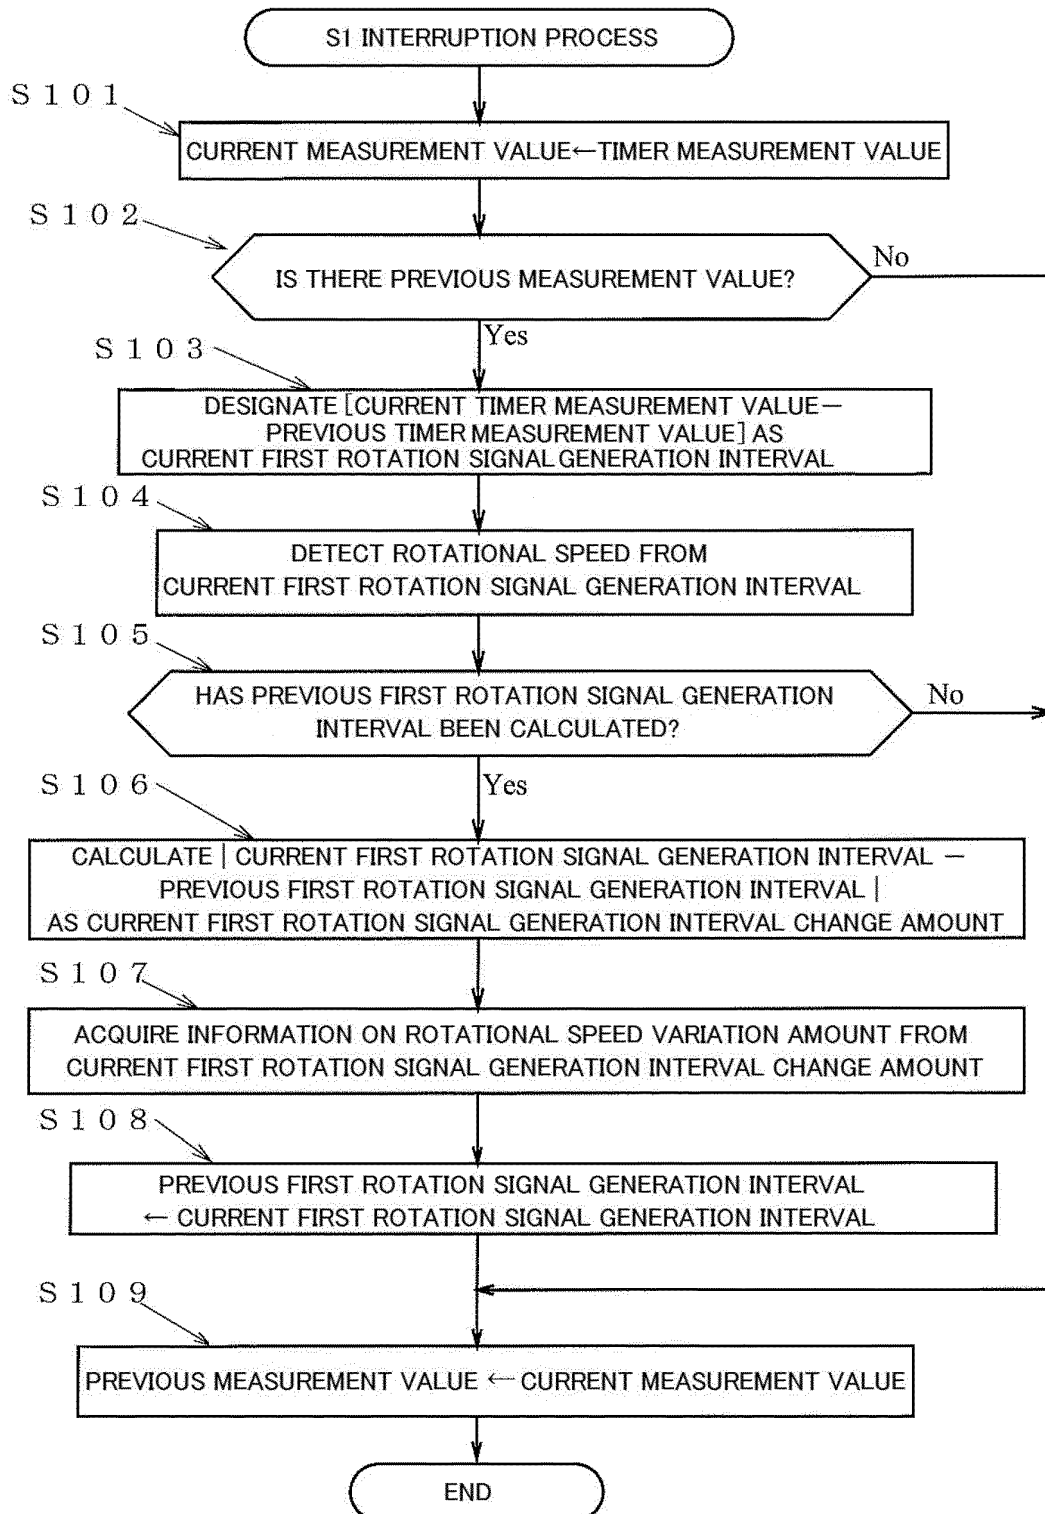 S1 INTERRUPTION PROCESS
S101
CURRENT MEASUREMENT VALUE←TIMER MEASUREMENT VALUE
S102
IS THERE PREVIOUS MEASUREMENT VALUE?
No
Yes
S103
DESIGNATE [CURRENT TIMER MEASUREMENT VALUE—
PREVIOUS TIMER MEASUREMENT VALUE] AS
CURRENT FIRST ROTATION SIGNAL GENERATION INTERVAL
S104
DETECT ROTATIONAL SPEED FROM
CURRENT FIRST ROTATION SIGNAL GENERATION INTERVAL
S105
HAS PREVIOUS FIRST ROTATION SIGNAL GENERATION
INTERVAL BEEN CALCULATED?
No
Yes
S106
CALCULATE | CURRENT FIRST ROTATION SIGNAL GENERATION INTERVAL —
PREVIOUS FIRST ROTATION SIGNAL GENERATION INTERVAL |
AS CURRENT FIRST ROTATION SIGNAL GENERATION INTERVAL CHANGE AMOUNT
S107
ACQUIRE INFORMATION ON ROTATIONAL SPEED VARIATION AMOUNT FROM
CURRENT FIRST ROTATION SIGNAL GENERATION INTERVAL CHANGE AMOUNT
S108
PREVIOUS FIRST ROTATION SIGNAL GENERATION INTERVAL
← CURRENT FIRST ROTATION SIGNAL GENERATION INTERVAL
S109
PREVIOUS MEASUREMENT VALUE ← CURRENT MEASUREMENT VALUE
END